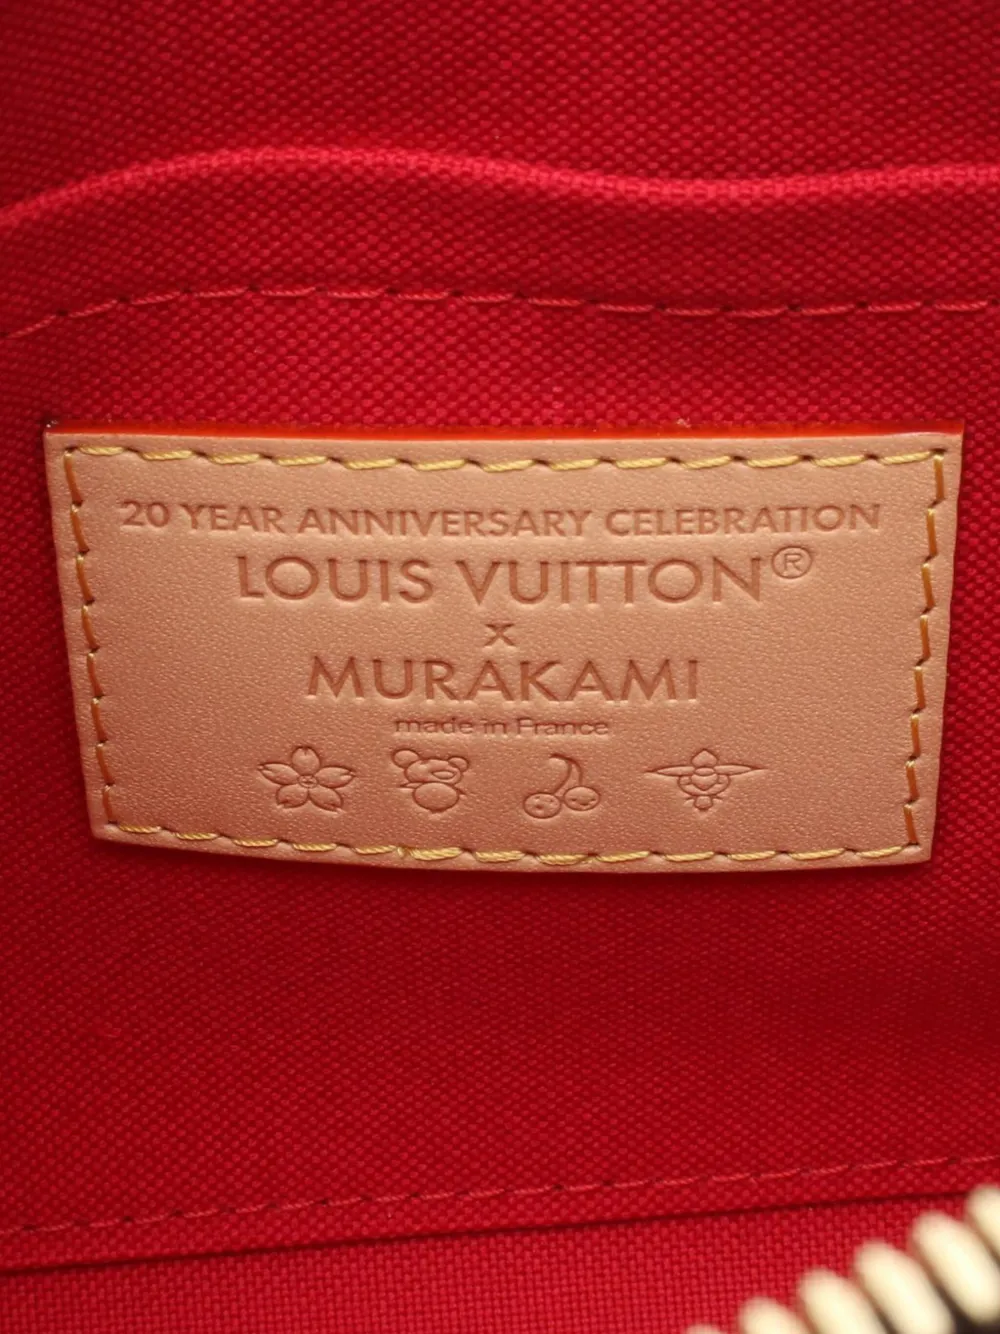 20 YEAR ANNIVERSARY CELEBRATION
LOUIS VUITTON®
x
MURAKAMI
made in France